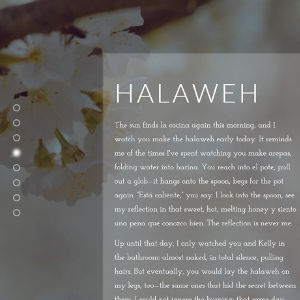 HALAWEH
The sun finds la cocina again this morning, and I
watch you make the halaweh early today. It reminds
me of the times I've spent watching you make arepas,
folding water into harina. You reach into el pote, pull
out a glob—it hangs onto the spoon, begs for the pot
again. "Está caliente," you say. I look into the spoon, see
my reflection in that sweet, hot, melting honey y siento
una pena que conozco bien. The reflection is never me.
Up until that day, I only watched you and Kelly in
the bathroom: almost naked, in total silence, pulling
hairs. But eventually, you would lay the halaweh on
my legs, too—the same ones that hid the secret between
them. I could not ignore the burning that same day